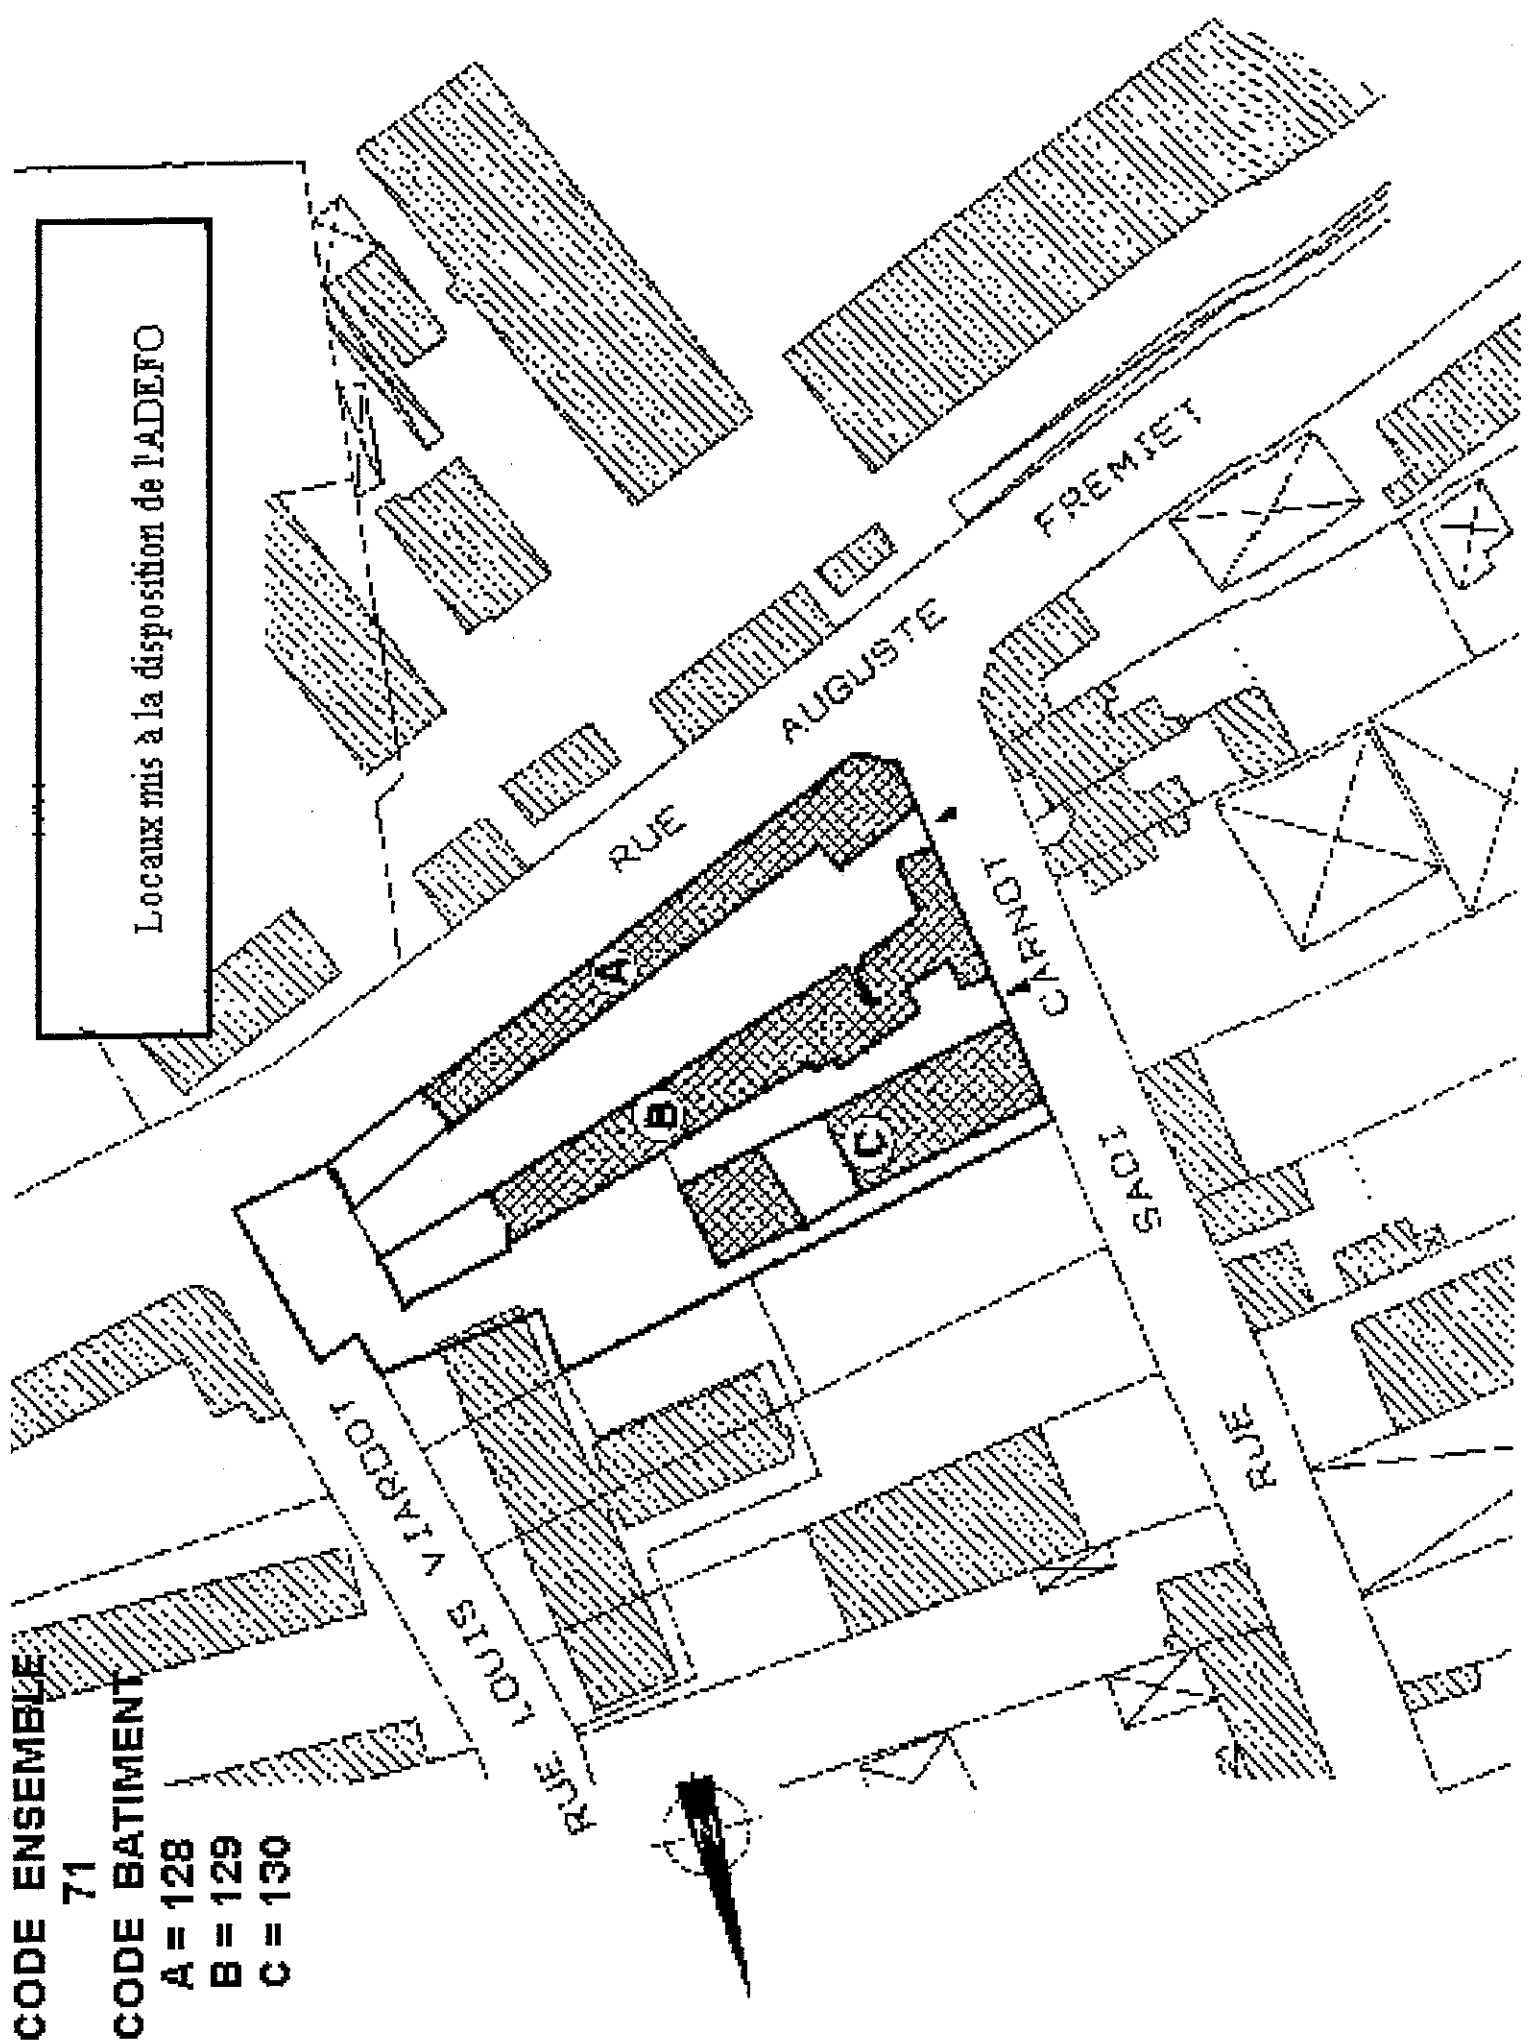 CODE ENSEMBLE
71
CODE BATIMENT
A = 128
B = 129
C = 130
Locaux mis à la disposition de l'ADEFO
RUE LOUIS VIARDOT
RUE AUGUSTE FREMIET
RUE SADI CARNOT
A
B
C